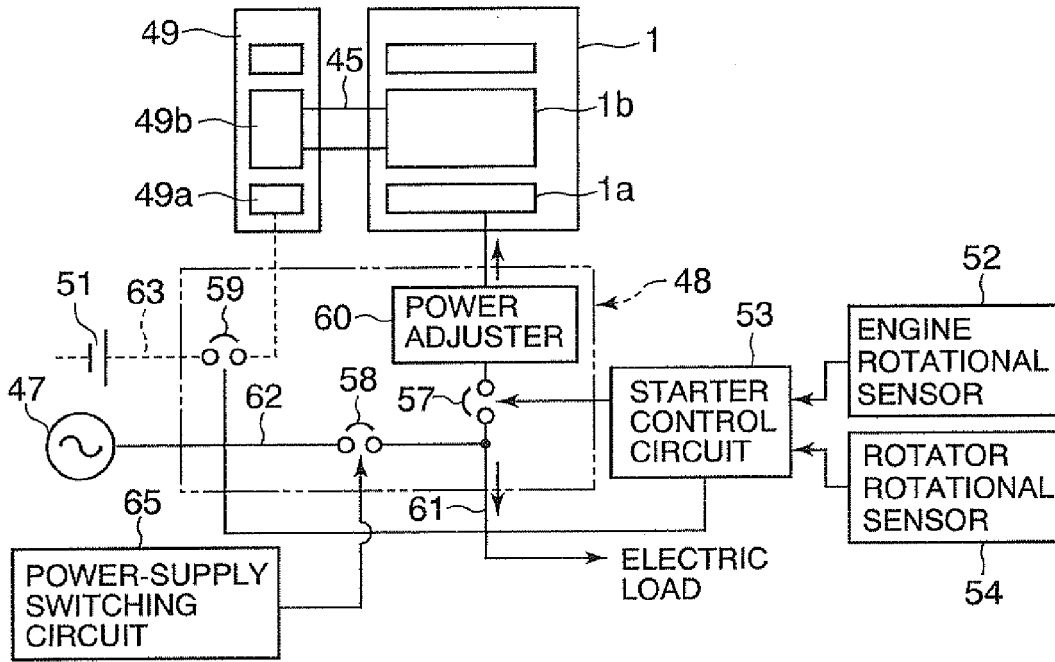 49
45
1
49b
1b
49a
1a
51
63
59
48
52
60
POWER
ADJUSTER
53
ENGINE
ROTATIONAL
SENSOR
47
62
58
57
STARTER
CONTROL
CIRCUIT
ROTATOR
ROTATIONAL
SENSOR
65
61
54
POWER-SUPPLY
SWITCHING
CIRCUIT
ELECTRIC
LOAD